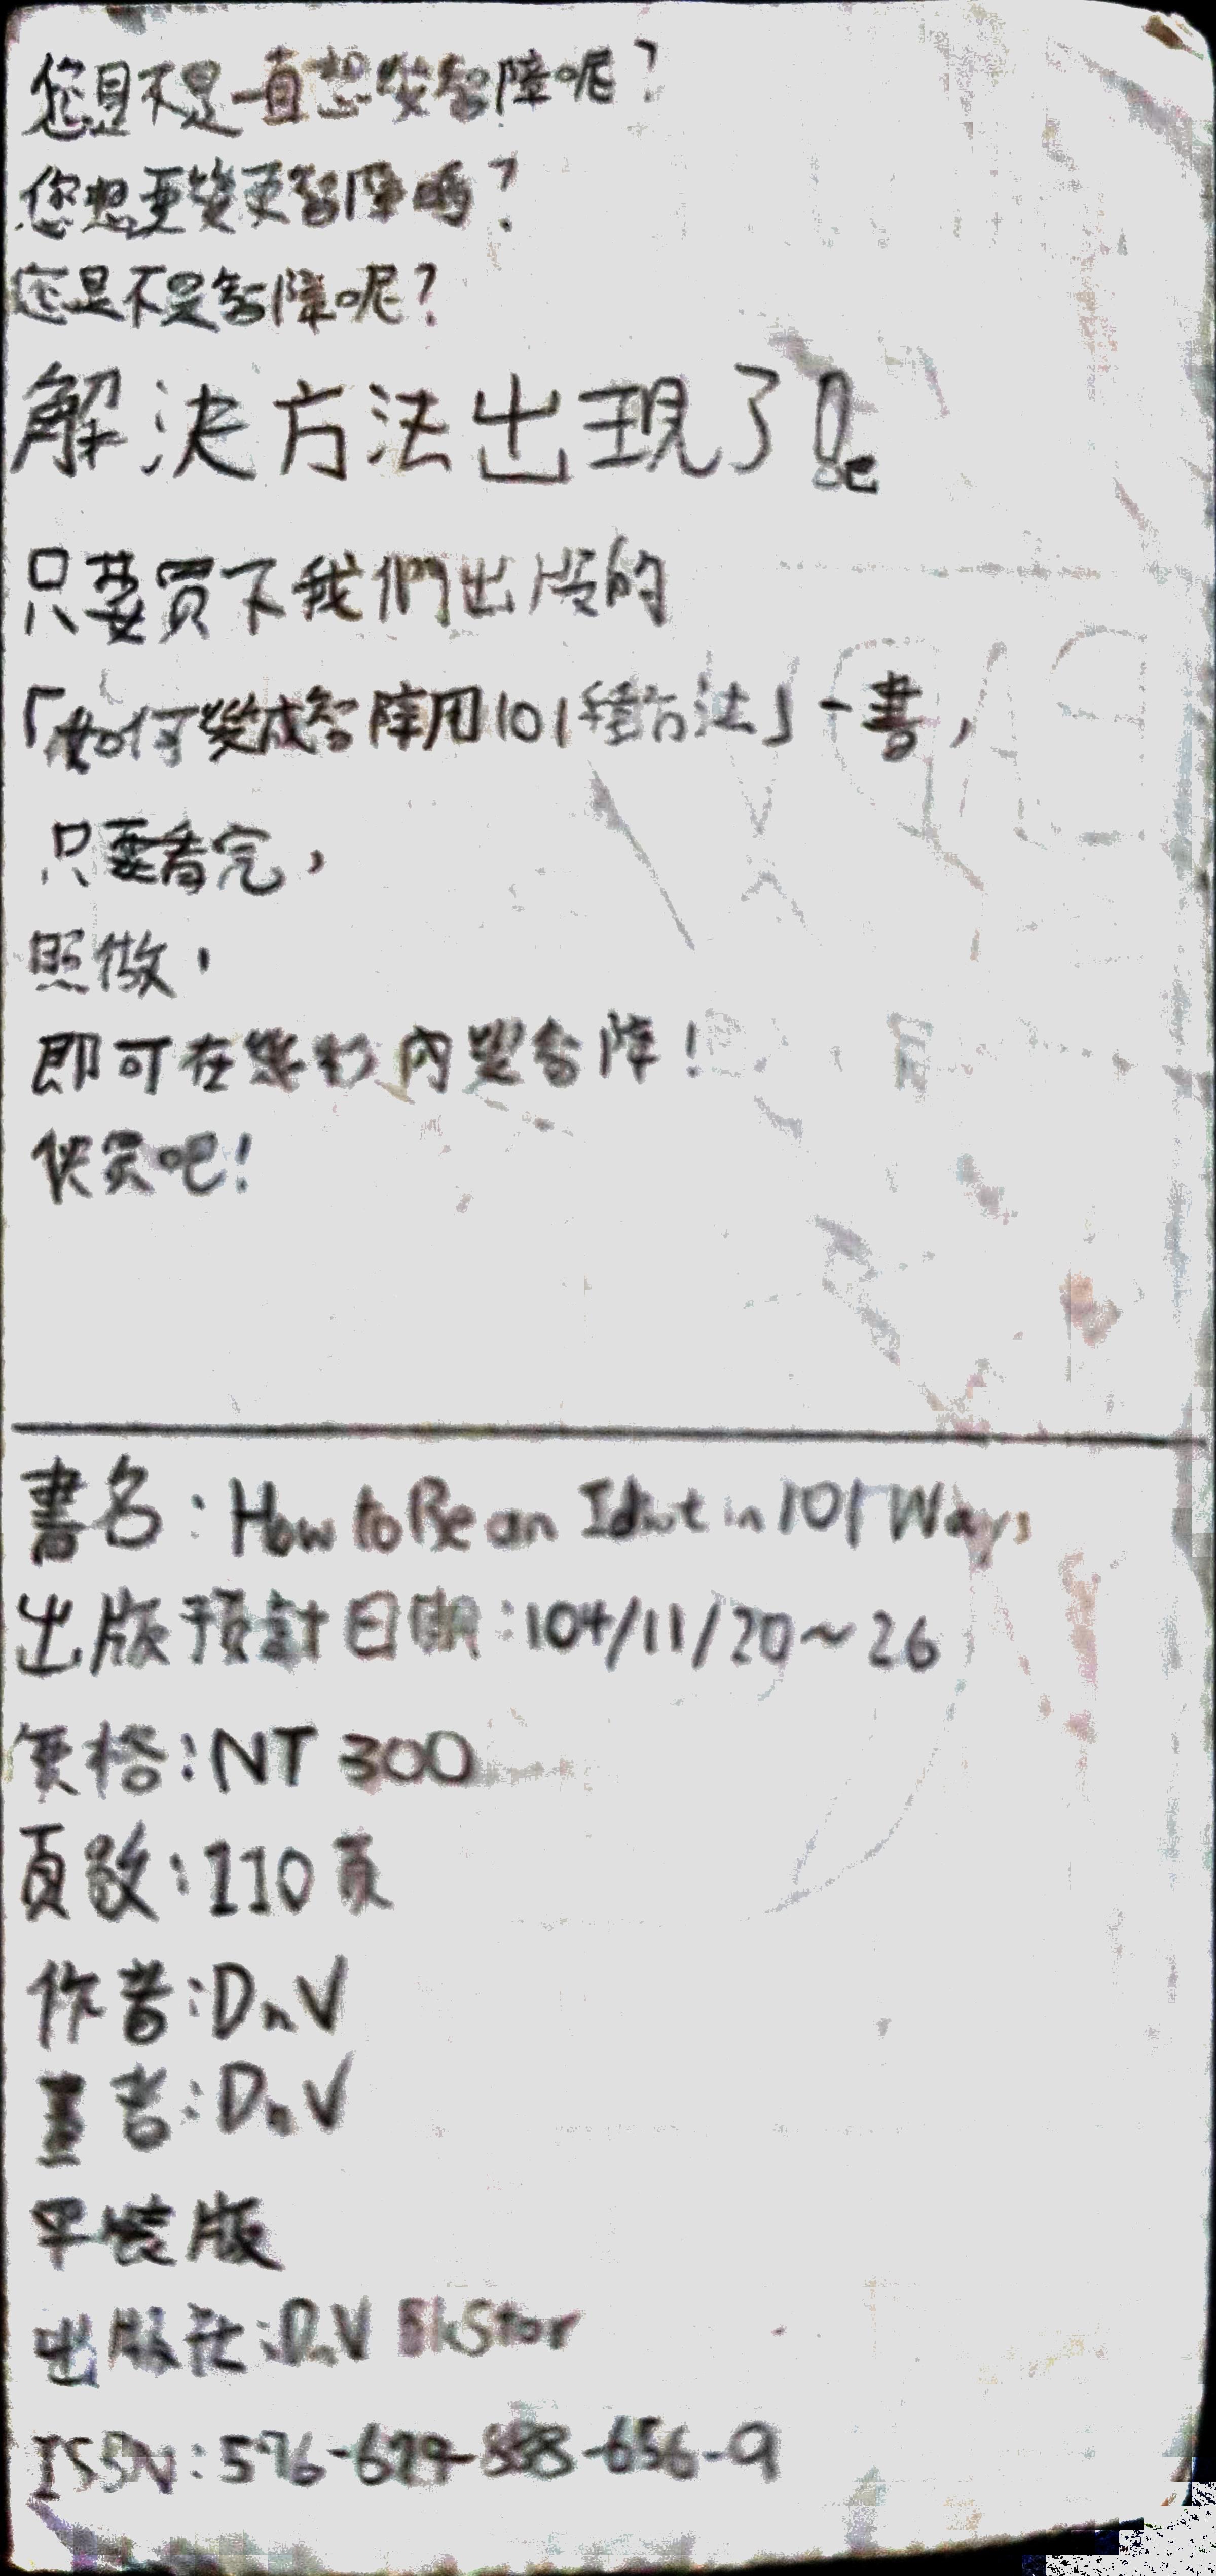 您是不是一直想變智障呢?
您想要變更智障嗎?
您是不是智障呢?
解決方法出現了!
只要買下我們出版的
「如何變成智障用101種方法」一書,
只要看完,
照做,
即可在幾秒內變智障!
快買吧!
書名:How to Be an Idiot in 101 Ways
出版預計日期:104/11/20~26
價格:NT 300
頁數:110頁
作者:DnV
畫者:DnV
平裝版
出版社:DnV
ISBN:576-679-888-656-9